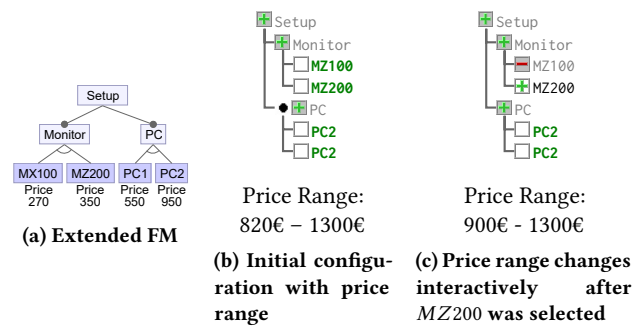 Setup
Monitor
PC
MX100
MZ200
PC1
PC2
Price
270
Price
350
Price
550
Price
950
(a) Extended FM
Setup
Monitor
MZ100
MZ200
PC
PC2
PC2
Price Range:
820€ – 1300€
(b) Initial configu-
ration with price
range
Setup
Monitor
MZ100
MZ200
PC
PC2
PC2
Price Range:
900€ - 1300€
(c) Price range changes
interactively after
MZ200 was selected